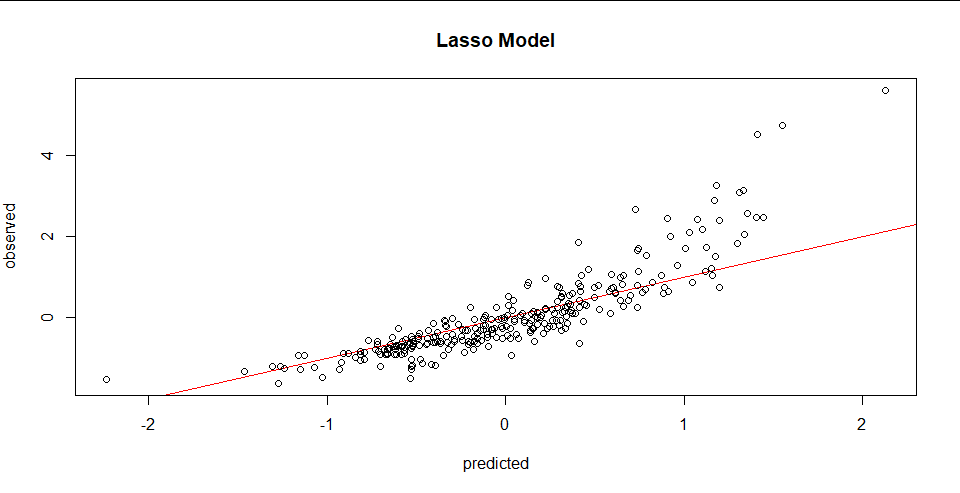 Lasso Model
observed
4
2
0
-2 -1 0 1 2
predicted